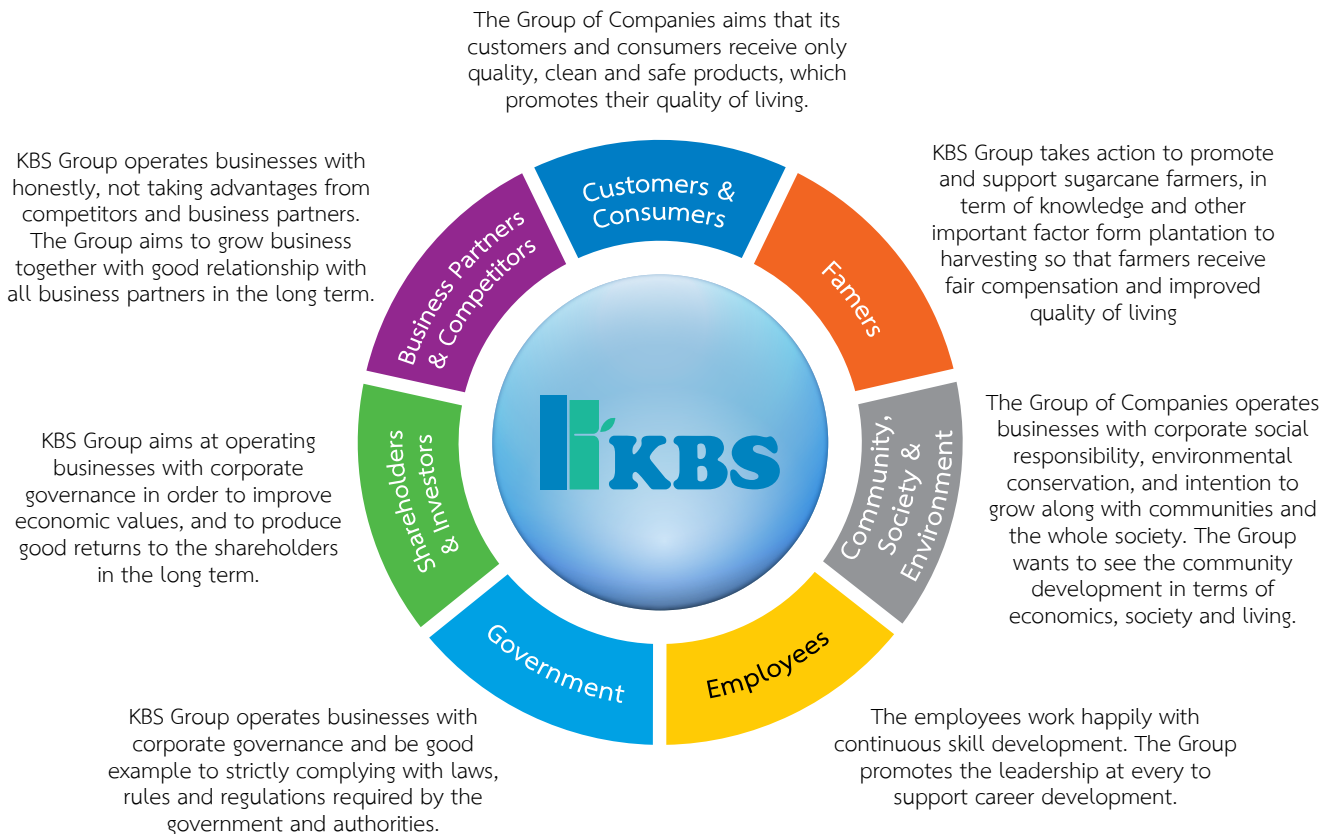 The Group of Companies aims that its
customers and consumers receive only
quality, clean and safe products, which
promotes their quality of living.
KBS Group operates businesses with
honestly, not taking advantages from
competitors and business partners.
The Group aims to grow business
together with good relationship with
all business partners in the long term.
Customers &
Consumers
KBS Group takes action to promote
and support sugarcane farmers, in
term of knowledge and other
important factor form plantation to
harvesting so that farmers receive
fair compensation and improved
quality of living
Business Partners
& Competitors
Famers
KBS Group aims at operating
businesses with corporate
governance in order to improve
economic values, and to produce
good returns to the shareholders
in the long term.
Shareholders
& Investors
KBS
Community,
Society &
Environment
The Group of Companies operates
businesses with corporate social
responsibility, environmental
conservation, and intention to
grow along with communities and
the whole society. The Group
wants to see the community
development in terms of
economics, society and living.
Government
Employees
KBS Group operates businesses with
corporate governance and be good
example to strictly complying with laws,
rules and regulations required by the
government and authorities.
The employees work happily with
continuous skill development. The Group
promotes the leadership at every to
support career development.